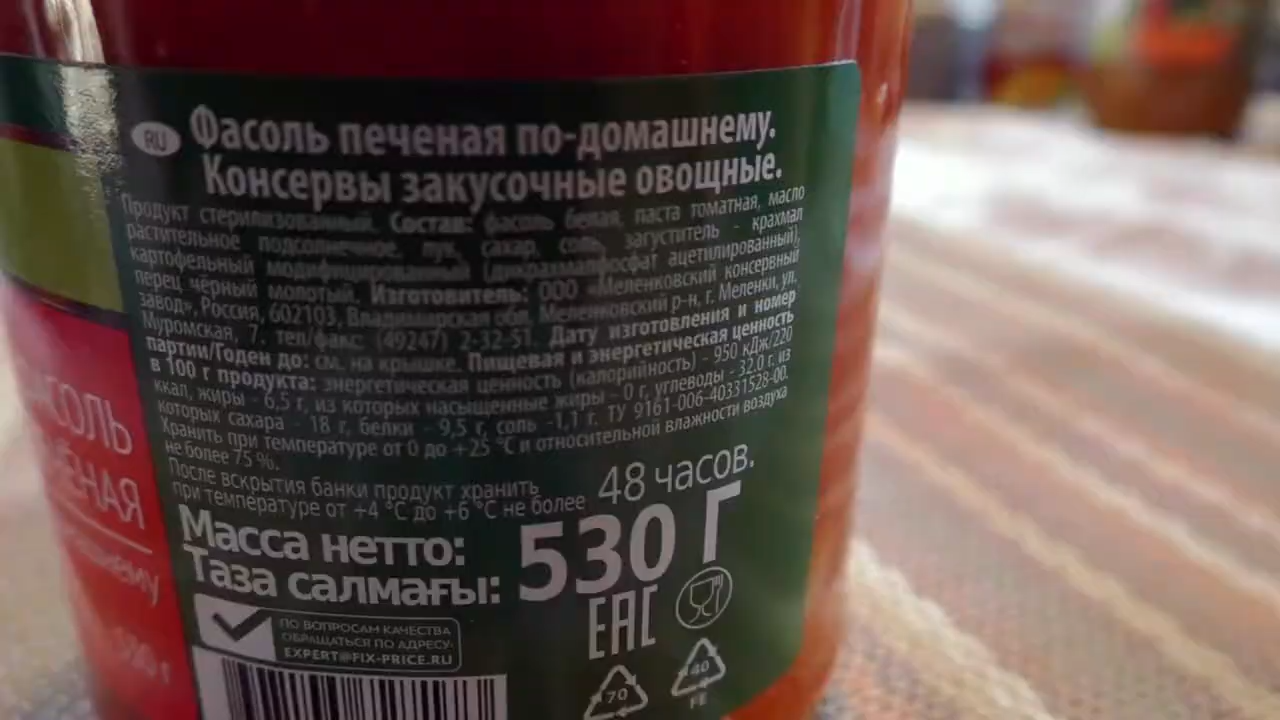 RU Фасоль печеная по-домашнему.
Консервы закусочные овощные.
Продукт стерилизованный. Состав: фасоль белая, паста томатная, масло
растительное подсолнечное, лук, сахар, соль, загуститель - крахмал
картофельный модифицированный (дикрахмалфосфат ацетилированный),
перец чёрный молотый. Изготовитель: ООО «Меленковский консервный
завод», Россия, 602103, Владимирская обл. Меленковский р-н, г. Меленки, ул.
Муромская, 7, тел/факс: (49247) 2-32-51. Дату изготовления и номер
партии/Годен до: см. на крышке. Пищевая и энергетическая ценность
в 100 г продукта: энергетическая ценность (калорийность) - 950 кДж/220
ккал, жиры - 6,5 г, из которых насыщенные жиры - 0 г, углеводы - 32,0 г, из
которых сахара - 18 г, белки - 9,5 г, соль -1,1 г. ТУ 9161-006-40331528-00.
Хранить при температуре от 0 до +25 °С и относительной влажности воздуха
не более 75 %.
После вскрытия банки продукт хранить
при температуре от +4 °С до +6 °С не более 48 часов.
Масса нетто:
Таза салмағы: 530 г
ЕАС
ПО ВОПРОСАМ КАЧЕСТВА
ОБРАЩАТЬСЯ ПО АДРЕСУ:
EXPERT@FIX-PRICE.RU
70
40
FE
530 г